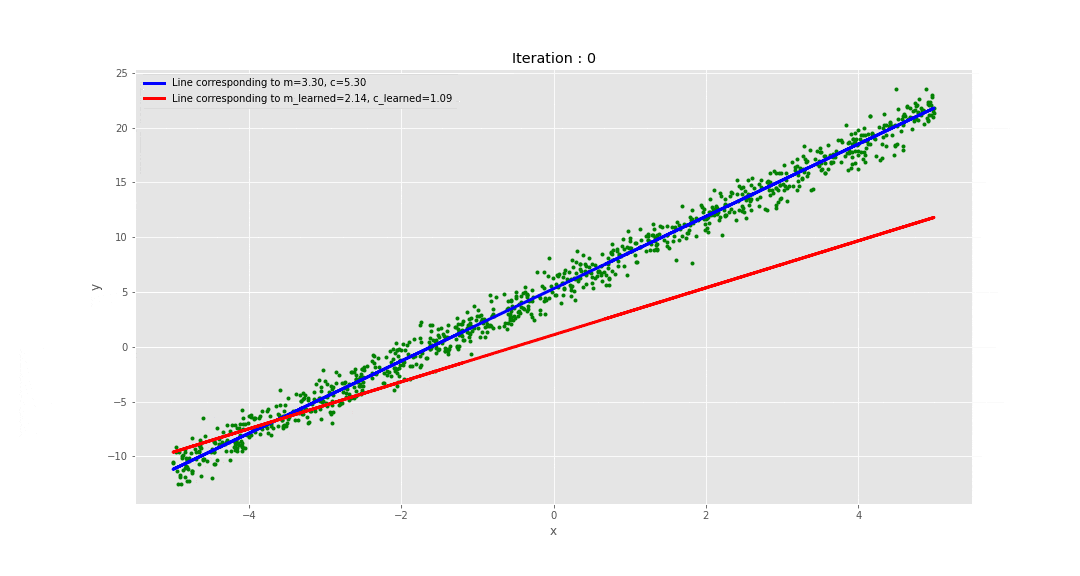 Iteration : 0
Line corresponding to m=3.30, c=5.30
Line corresponding to m_learned=2.14, c_learned=1.09
25
20
15
10
5
0
−5
−10
y
−4 −2 0 2 4
x